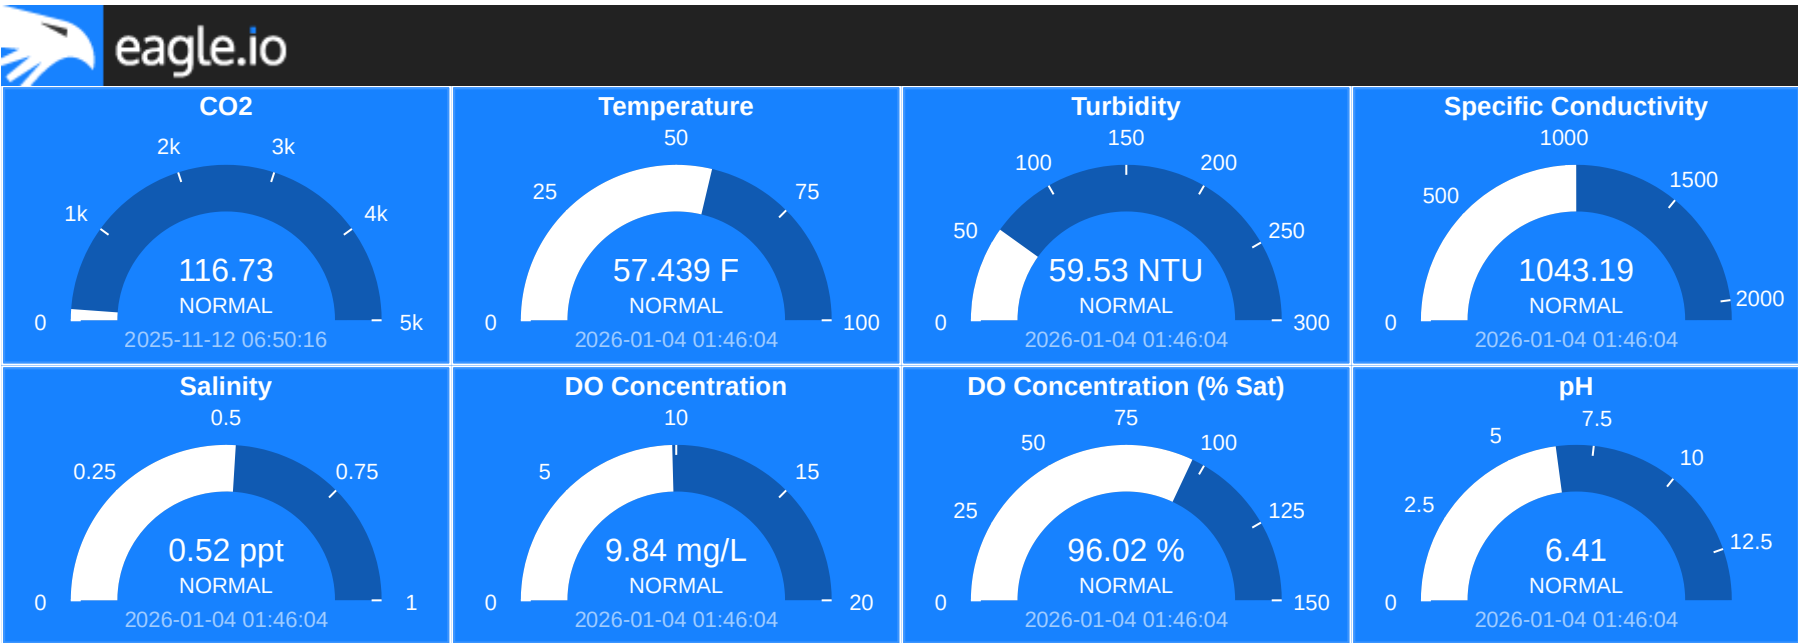 eagle.io
CO2
0
1k
2k
3k
4k
5k
116.73
NORMAL
2025-11-12 06:50:16
Temperature
0
25
50
75
100
57.439 F
NORMAL
2026-01-04 01:46:04
Turbidity
0
50
100
150
200
250
300
59.53 NTU
NORMAL
2026-01-04 01:46:04
Specific Conductivity
0
500
1000
1500
2000
1043.19
NORMAL
2026-01-04 01:46:04
Salinity
0
0.25
0.5
0.75
1
0.52 ppt
NORMAL
2026-01-04 01:46:04
DO Concentration
0
5
10
15
20
9.84 mg/L
NORMAL
2026-01-04 01:46:04
DO Concentration (% Sat)
0
25
50
75
100
125
150
96.02 %
NORMAL
2026-01-04 01:46:04
pH
0
2.5
5
7.5
10
12.5
6.41
NORMAL
2026-01-04 01:46:04